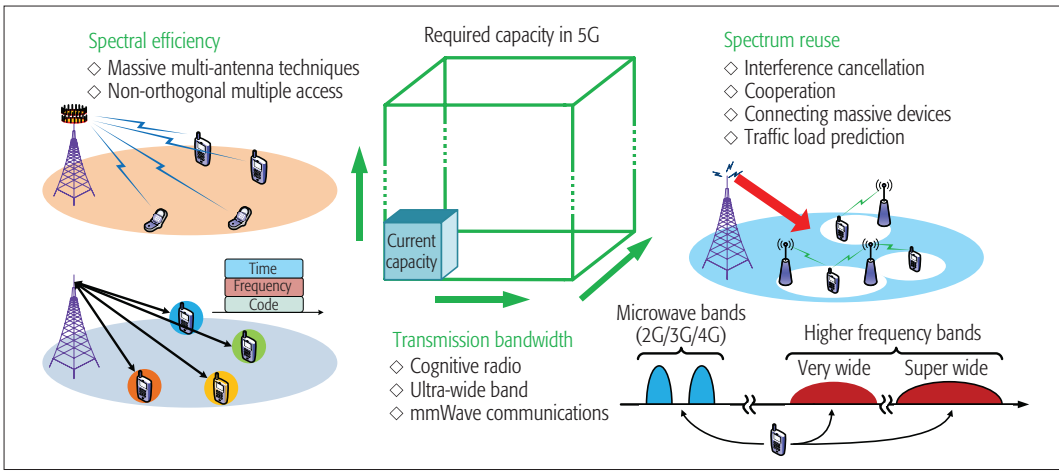 Spectral efficiency
◇ Massive multi-antenna techniques
◇ Non-orthogonal multiple access
Required capacity in 5G
Spectrum reuse
◇ Interference cancellation
◇ Cooperation
◇ Connecting massive devices
◇ Traffic load prediction
Current
capacity
Time
Frequency
Code
Transmission bandwidth
◇ Cognitive radio
◇ Ultra-wide band
◇ mmWave communications
Microwave bands
(2G/3G/4G)
Higher frequency bands
Very wide
Super wide